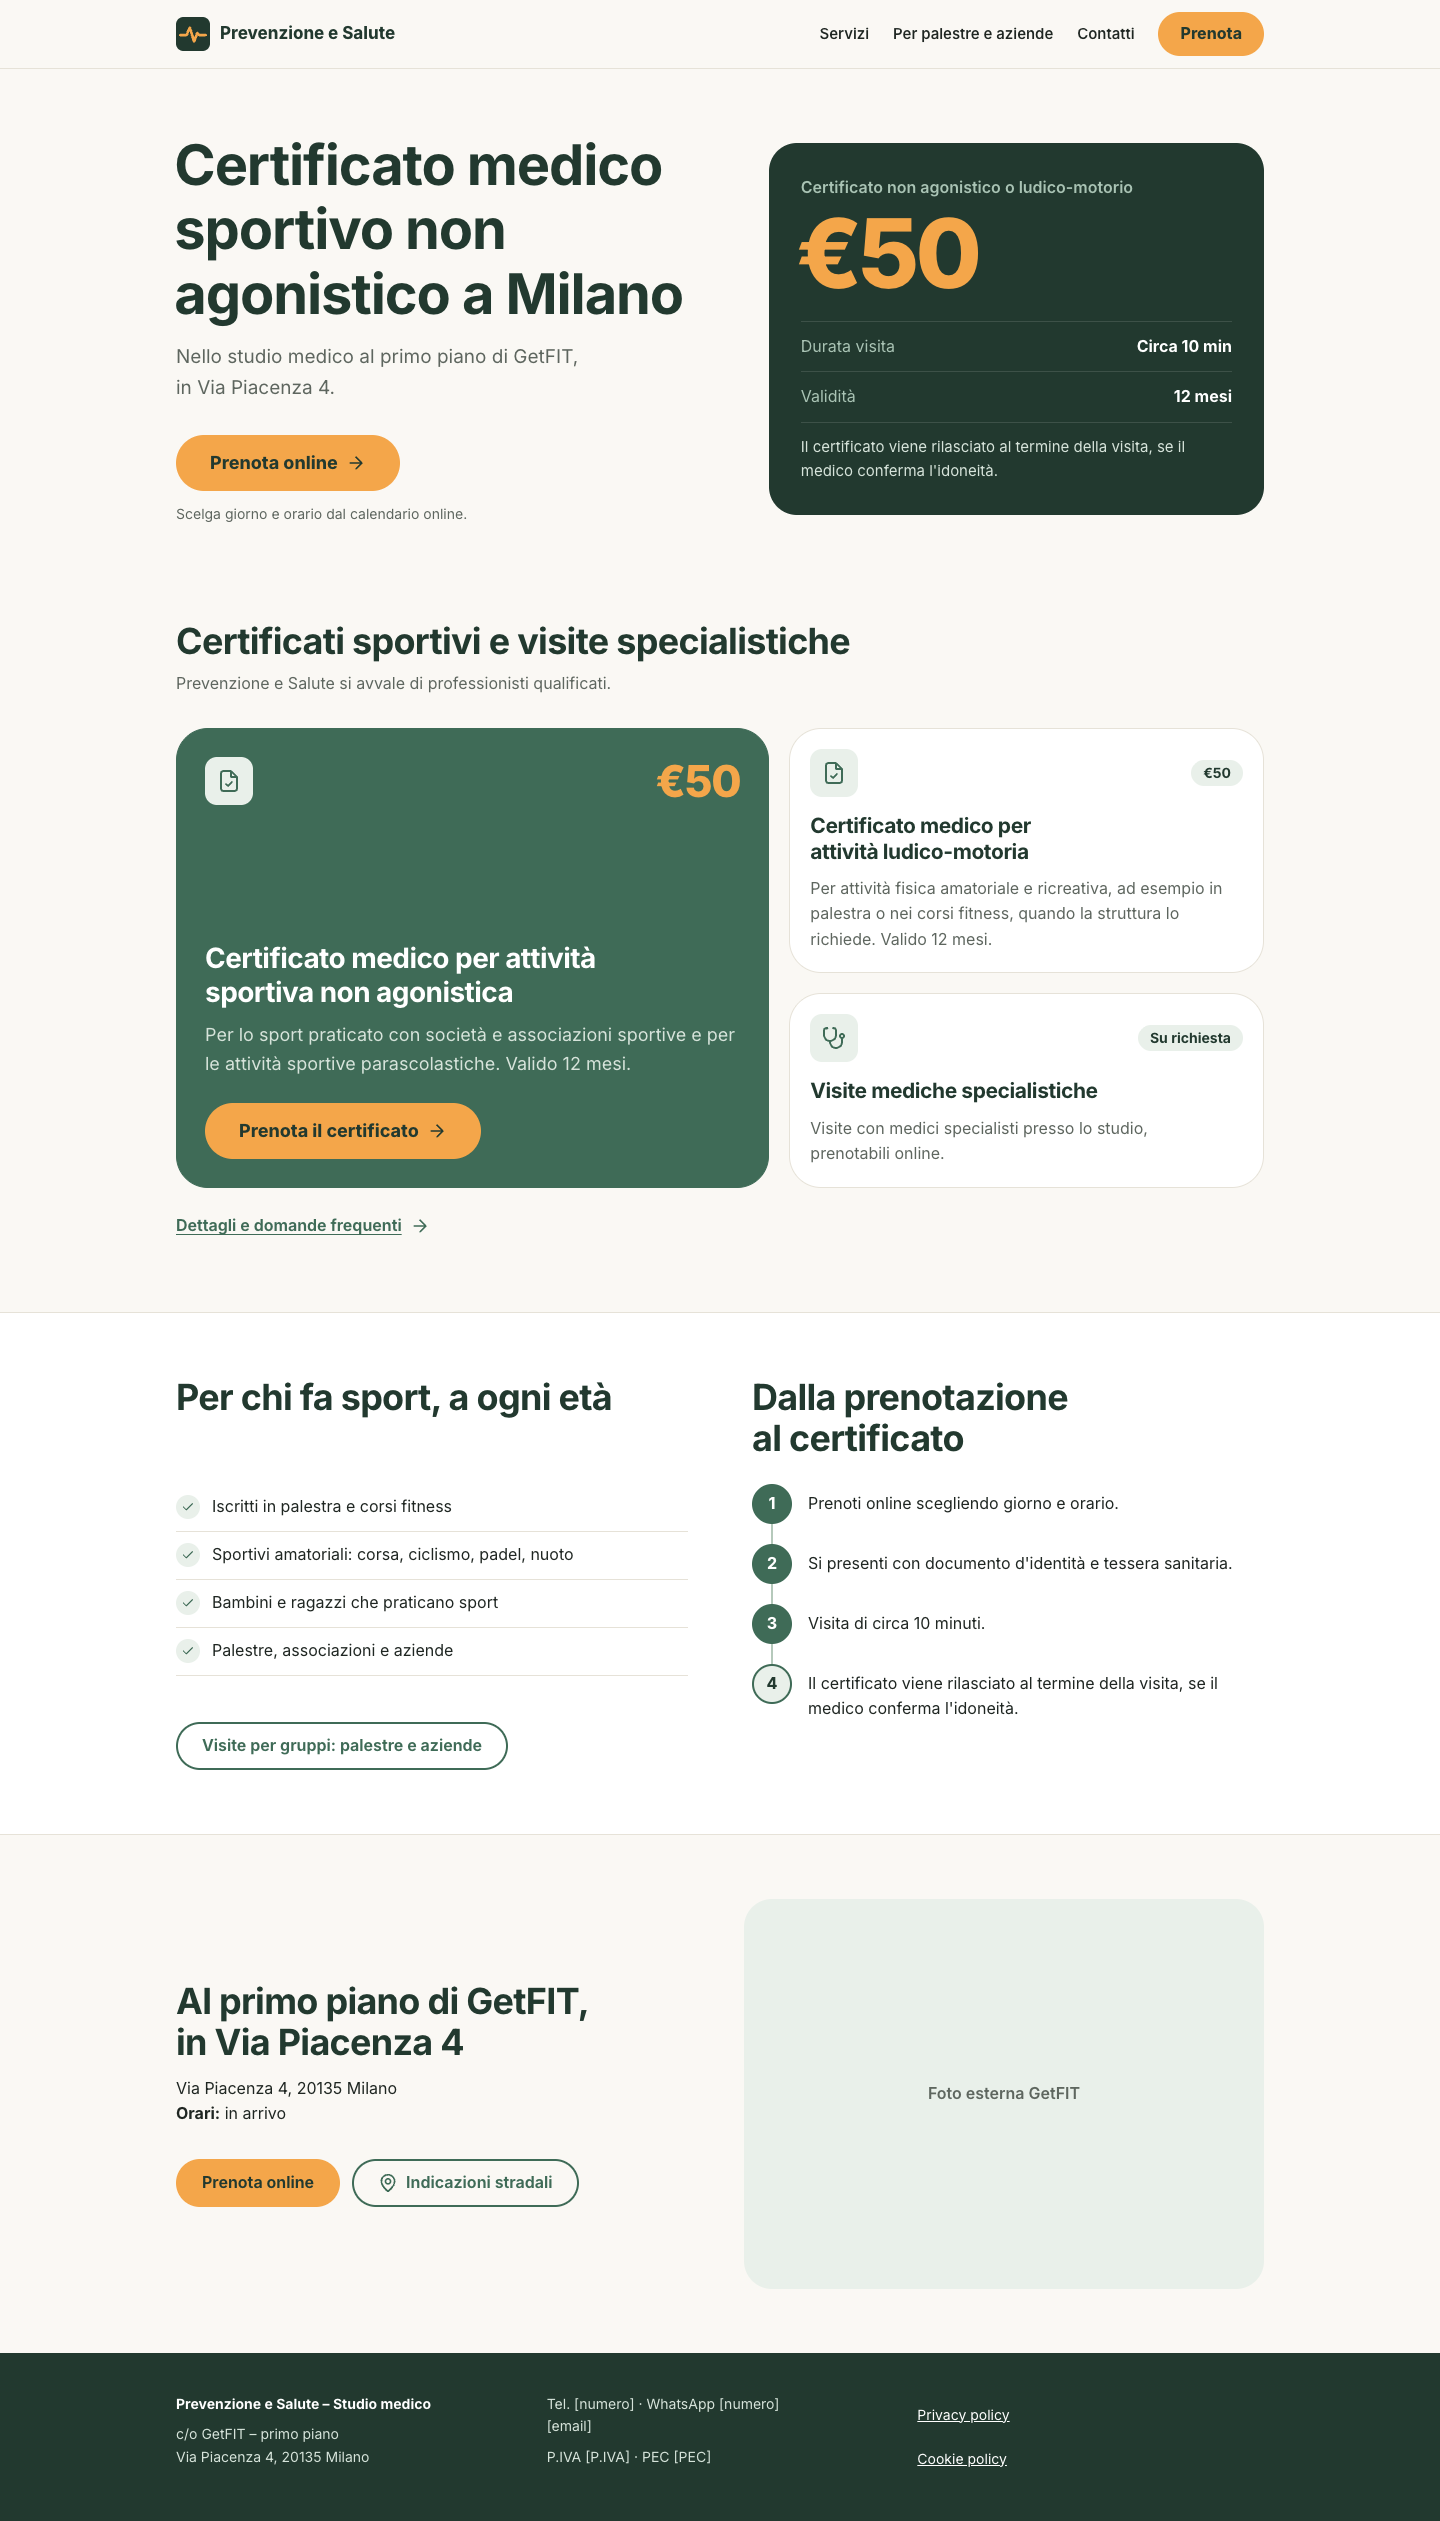 Prevenzione e Salute
Servizi
Per palestre e aziende
Contatti
Prenota
Certificato medico
sportivo non
agonistico a Milano
Nello studio medico al primo piano di GetFIT,
in Via Piacenza 4.
Prenota online
Scelga giorno e orario dal calendario online.
Certificato non agonistico o ludico-motorio
€50
Durata visita
Circa 10 min
Validità
12 mesi
Il certificato viene rilasciato al termine della visita, se il
medico conferma l'idoneità.
Certificati sportivi e visite specialistiche
Prevenzione e Salute si avvale di professionisti qualificati.
€50
Certificato medico per attività
sportiva non agonistica
Per lo sport praticato con società e associazioni sportive e per
le attività sportive parascolastiche. Valido 12 mesi.
Prenota il certificato
€50
Certificato medico per
attività ludico-motoria
Per attività fisica amatoriale e ricreativa, ad esempio in
palestra o nei corsi fitness, quando la struttura lo
richiede. Valido 12 mesi.
Su richiesta
Visite mediche specialistiche
Visite con medici specialisti presso lo studio,
prenotabili online.
Dettagli e domande frequenti
Per chi fa sport, a ogni età
Iscritti in palestra e corsi fitness
Sportivi amatoriali: corsa, ciclismo, padel, nuoto
Bambini e ragazzi che praticano sport
Palestre, associazioni e aziende
Visite per gruppi: palestre e aziende
Dalla prenotazione
al certificato
1 Prenoti online scegliendo giorno e orario.
2 Si presenti con documento d'identità e tessera sanitaria.
3 Visita di circa 10 minuti.
4 Il certificato viene rilasciato al termine della visita, se il
medico conferma l'idoneità.
Al primo piano di GetFIT,
in Via Piacenza 4
Via Piacenza 4, 20135 Milano
Orari: in arrivo
Prenota online
Indicazioni stradali
Foto esterna GetFIT
Prevenzione e Salute – Studio medico
c/o GetFIT – primo piano
Via Piacenza 4, 20135 Milano
Tel. [numero] · WhatsApp [numero]
[email]
P.IVA [P.IVA] · PEC [PEC]
Privacy policy
Cookie policy